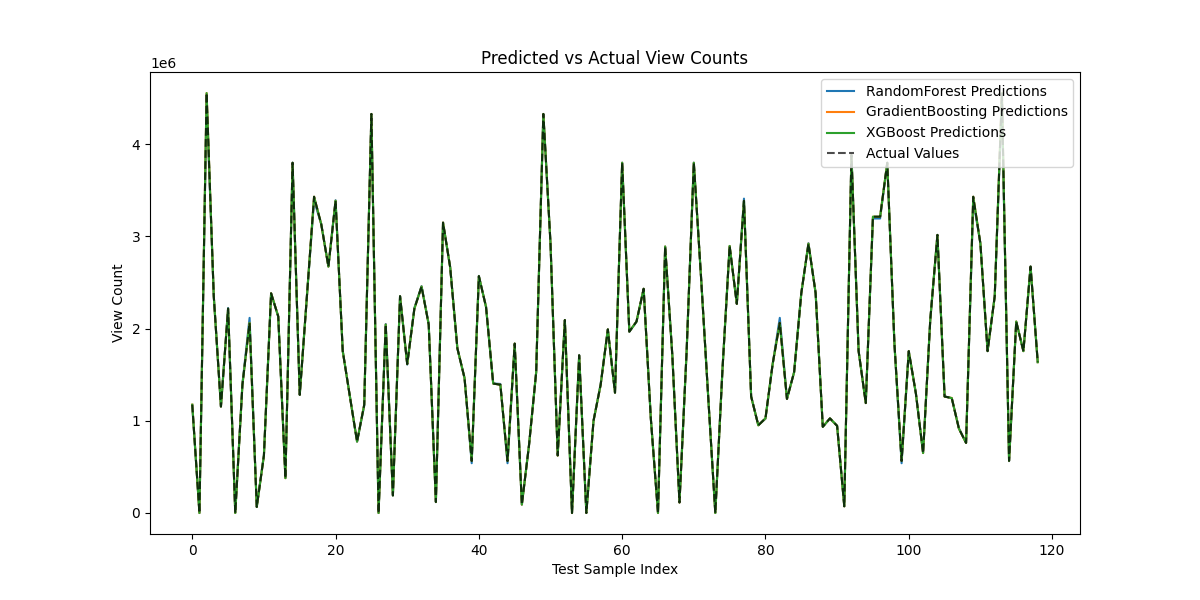 Predicted vs Actual View Counts
1e6
RandomForest Predictions
GradientBoosting Predictions
XGBoost Predictions
Actual Values
4
3
2
1
0
View Count
0 20 40 60 80 100 120
Test Sample Index